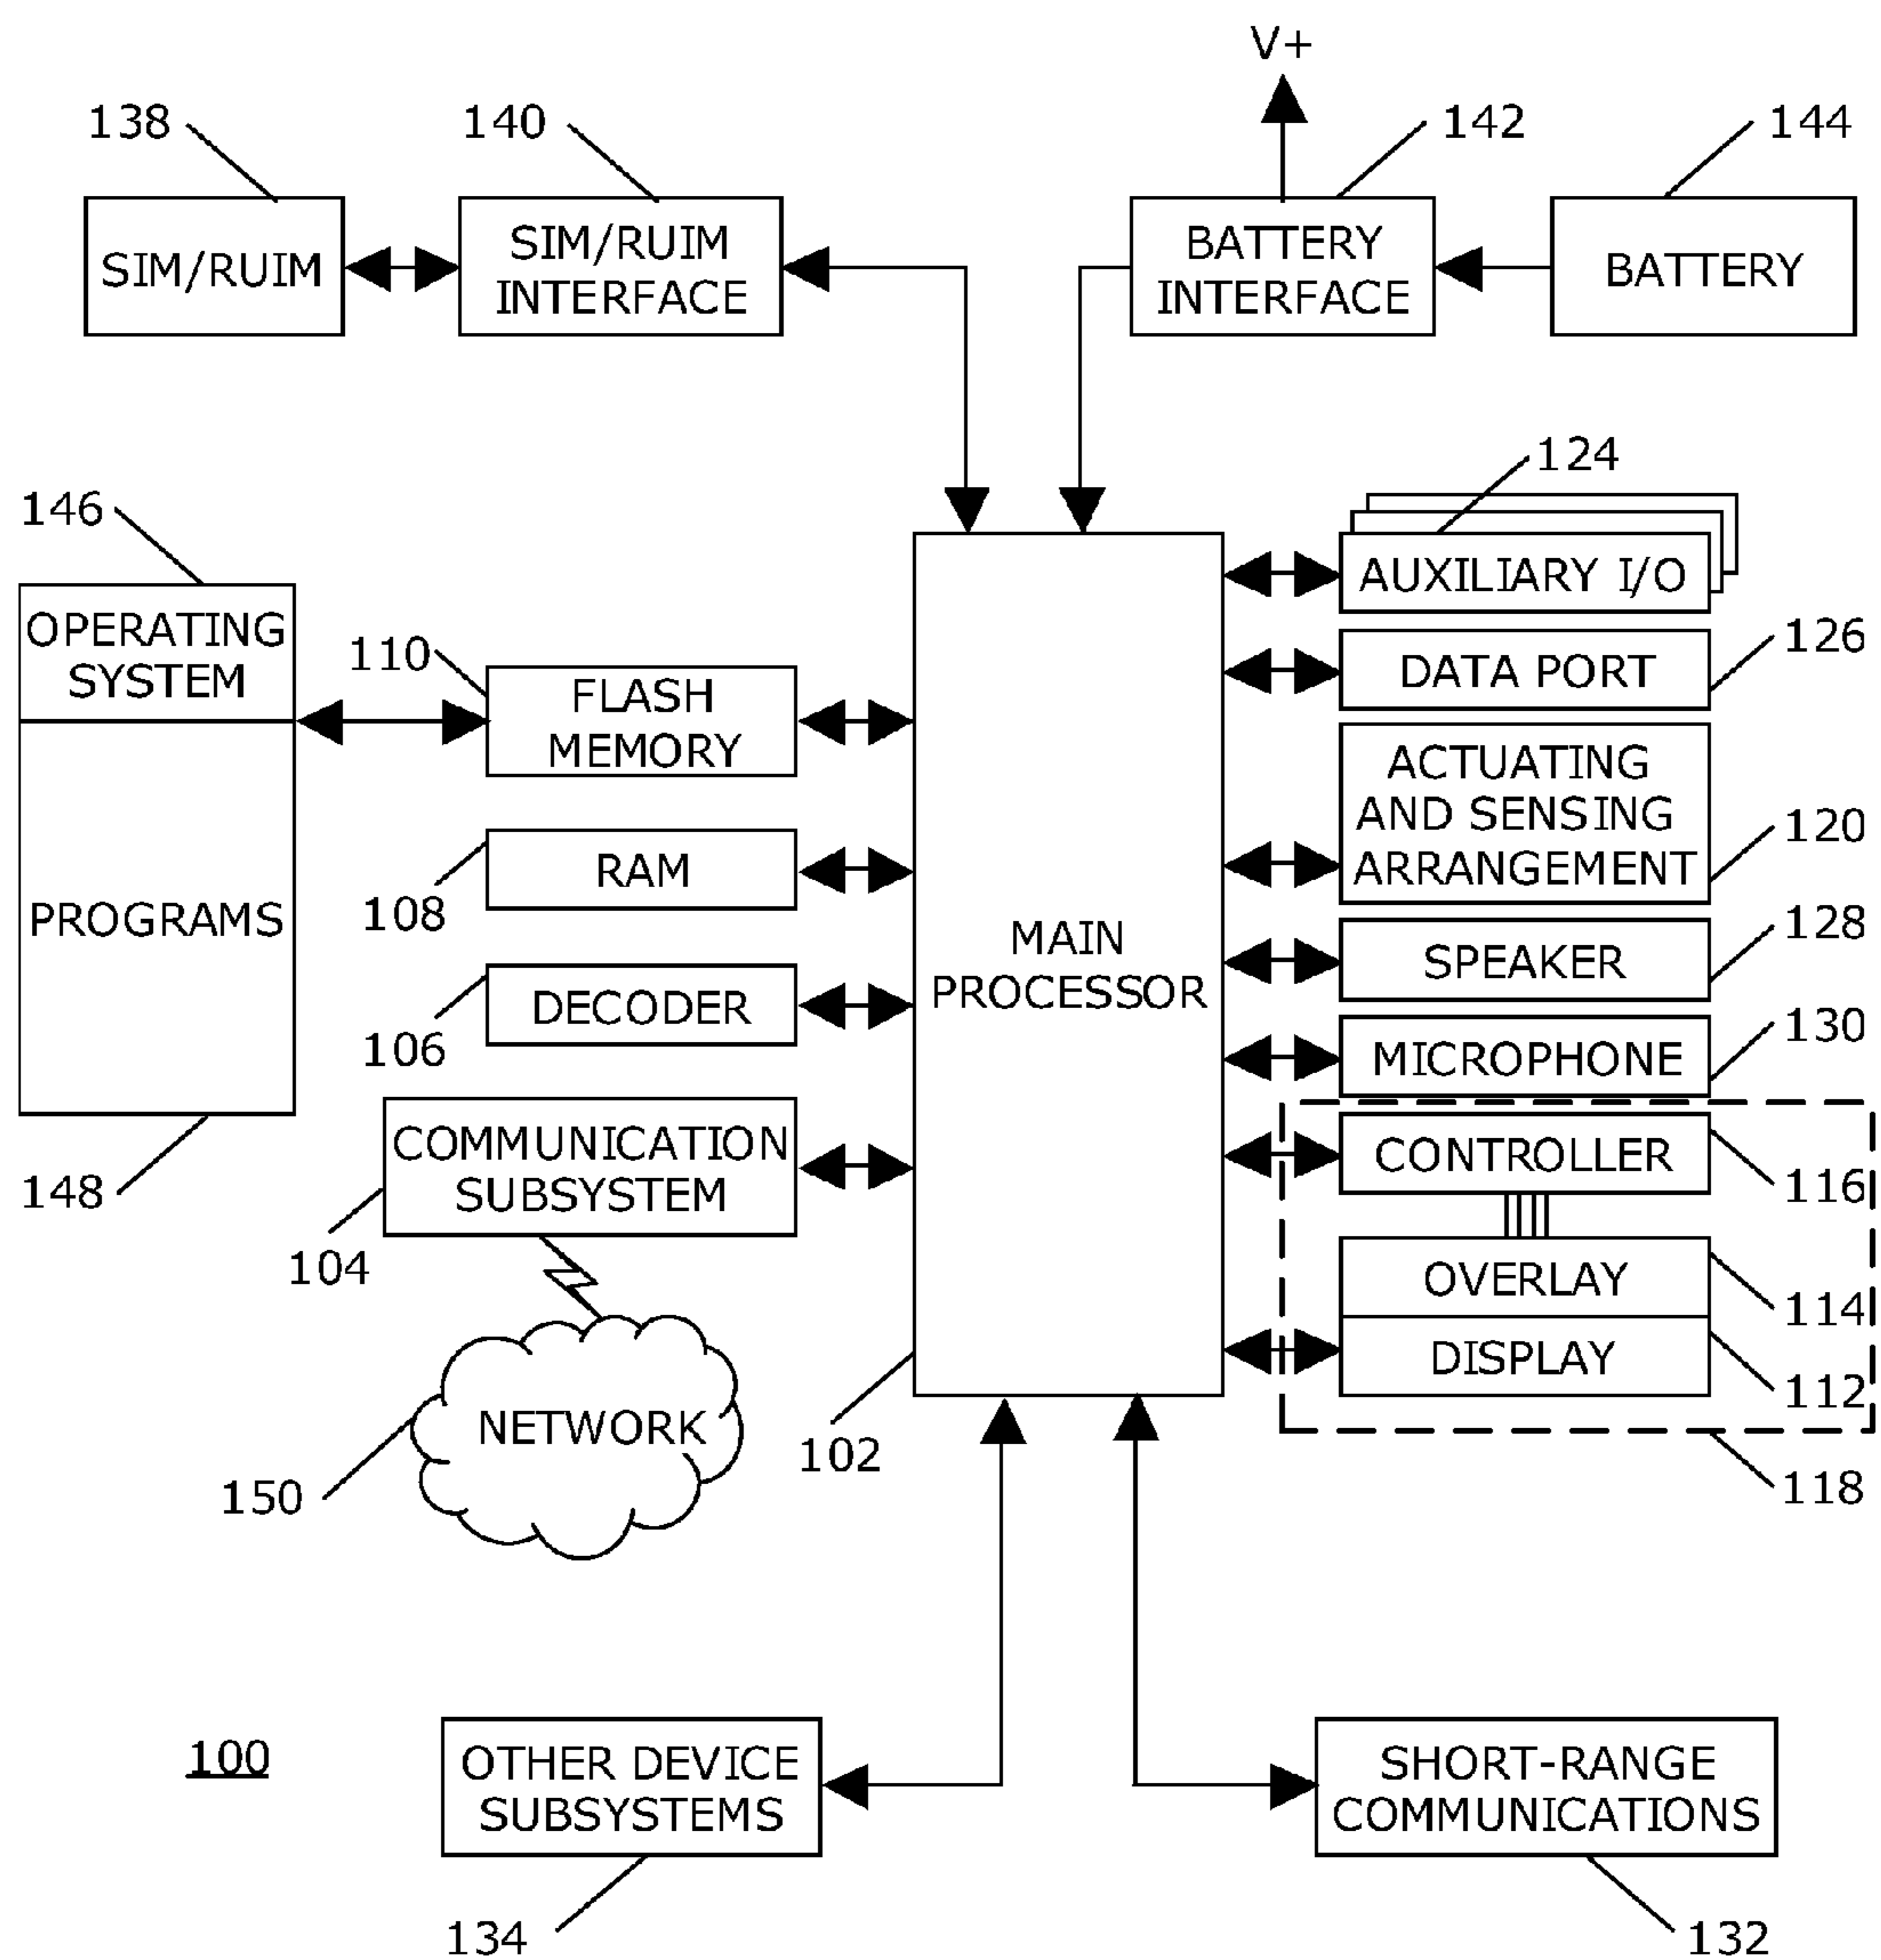 V+
138
140
142
144
SIM/RUIM
SIM/RUIM
INTERFACE
BATTERY
INTERFACE
BATTERY
124
146
AUXILIARY I/O
OPERATING
SYSTEM
110
FLASH
MEMORY
DATA PORT
126
ACTUATING
AND SENSING
ARRANGEMENT
120
RAM
108
PROGRAMS
MAIN
PROCESSOR
SPEAKER
128
DECODER
106
MICROPHONE
130
COMMUNICATION
SUBSYSTEM
CONTROLLER
116
148
104
OVERLAY
114
DISPLAY
112
NETWORK
150
102
118
100
OTHER DEVICE
SUBSYSTEMS
SHORT-RANGE
COMMUNICATIONS
134
132